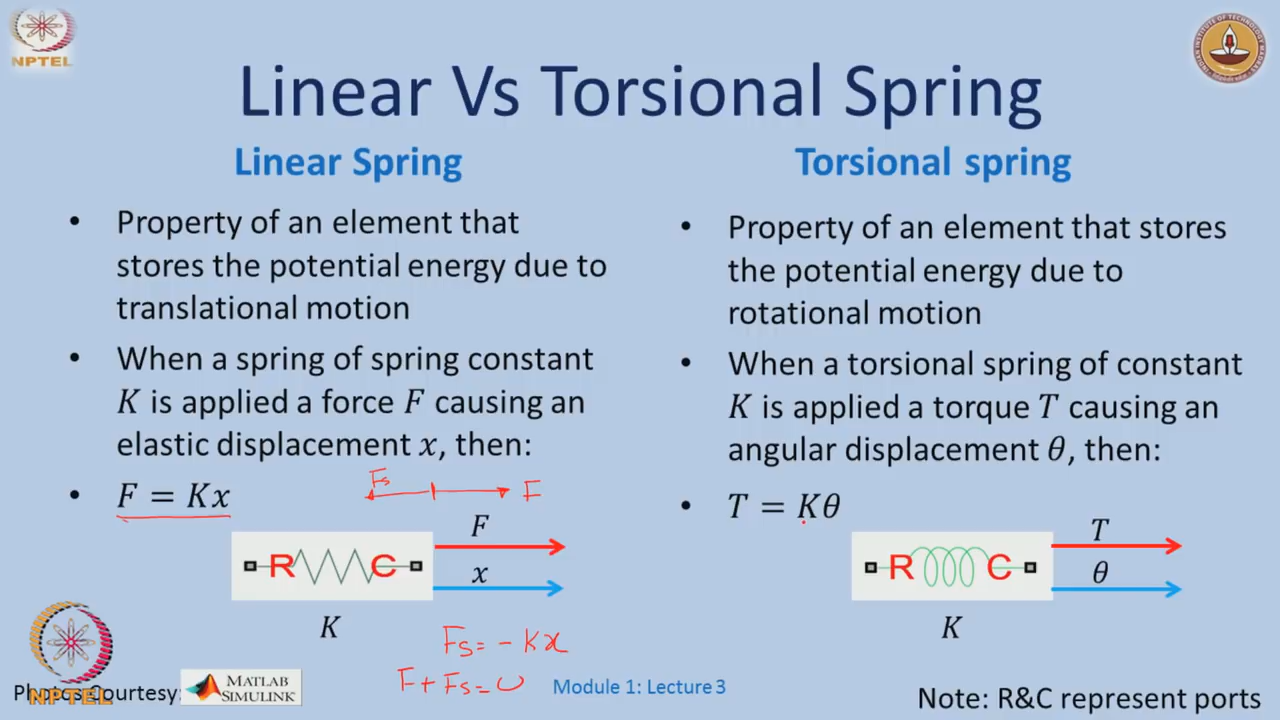 NPTEL
Linear Vs Torsional Spring
Linear Spring
• Property of an element that
stores the potential energy due to
translational motion
• When a spring of spring constant
K is applied a force F causing an
elastic displacement x, then:
• F = Kx
Fs
F
F
x
R C
K
Fs = - Kx
F + Fs = 0
Torsional spring
• Property of an element that stores
the potential energy due to
rotational motion
• When a torsional spring of constant
K is applied a torque T causing an
angular displacement θ, then:
• T = Kθ
T
θ
R C
K
Photos Courtesy:
NPTEL
MATLAB
SIMULINK
Module 1: Lecture 3
Note: R&C represent ports